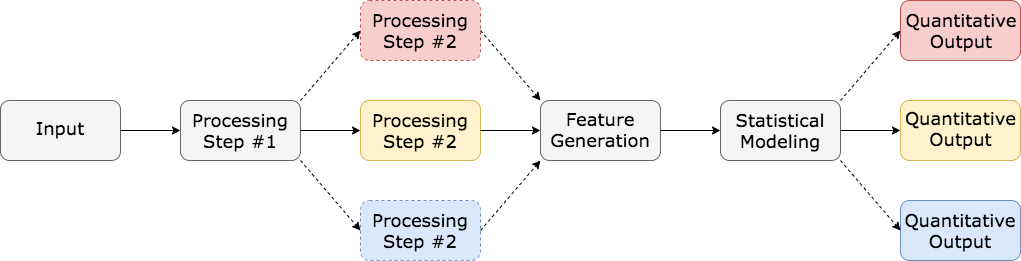 Input
Processing
Step #1
Processing
Step #2
Processing
Step #2
Processing
Step #2
Feature
Generation
Statistical
Modeling
Quantitative
Output
Quantitative
Output
Quantitative
Output